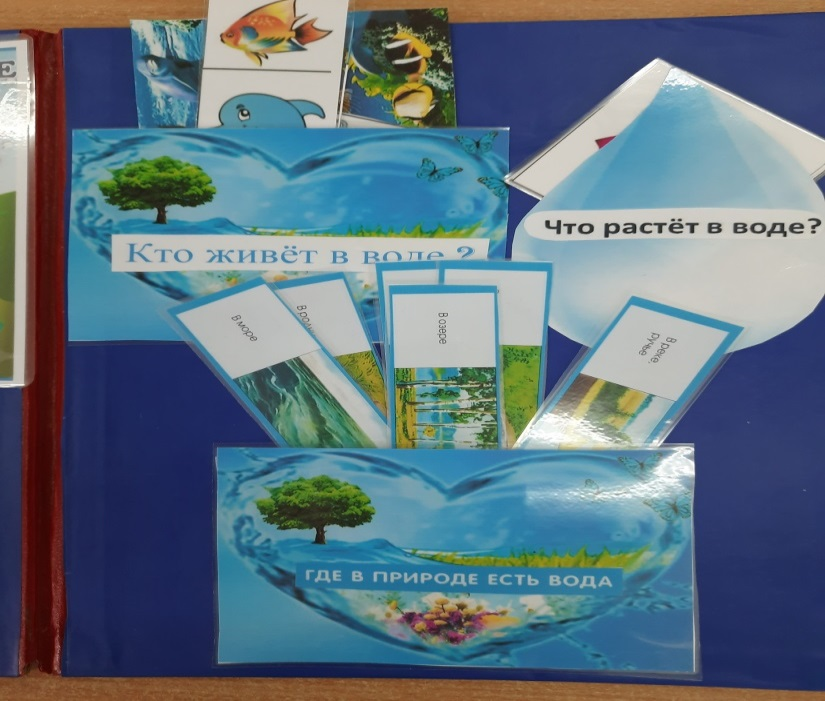 Е
Кто живёт в воде ?
Что растёт в воде?
В море
В озере
В реке,
ручье
ГДЕ В ПРИРОДЕ ЕСТЬ ВОДА